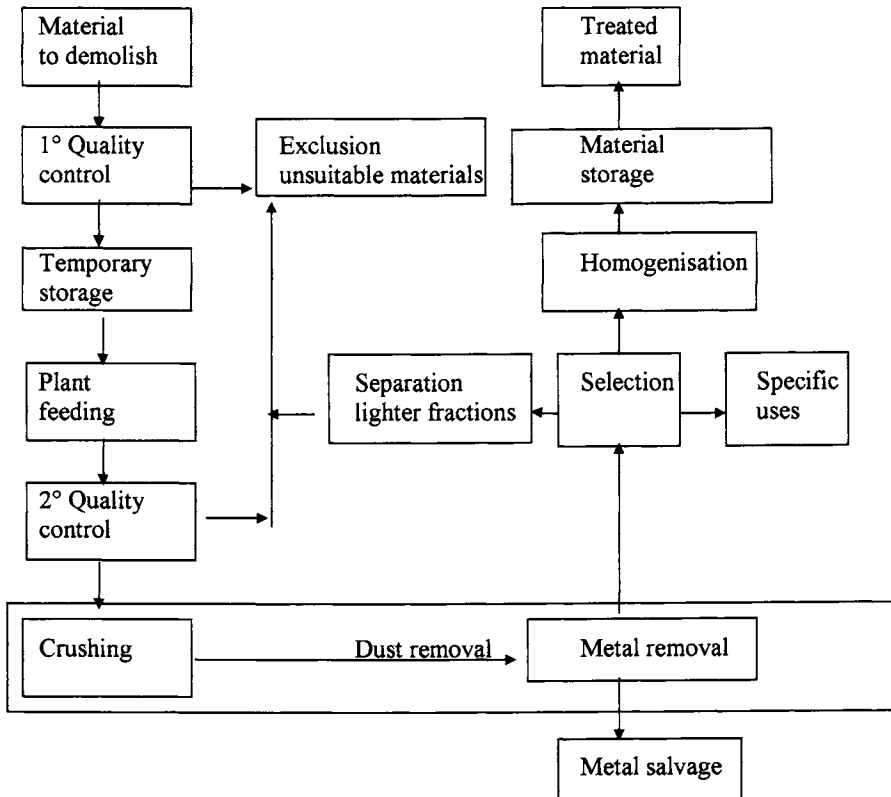 Material
to demolish
1° Quality
control
Temporary
storage
Plant
feeding
2° Quality
control
Crushing
Dust removal
Exclusion
unsuitable materials
Separation
lighter fractions
Treated
material
Material
storage
Homogenisation
Selection
Specific
uses
Metal removal
Metal salvage